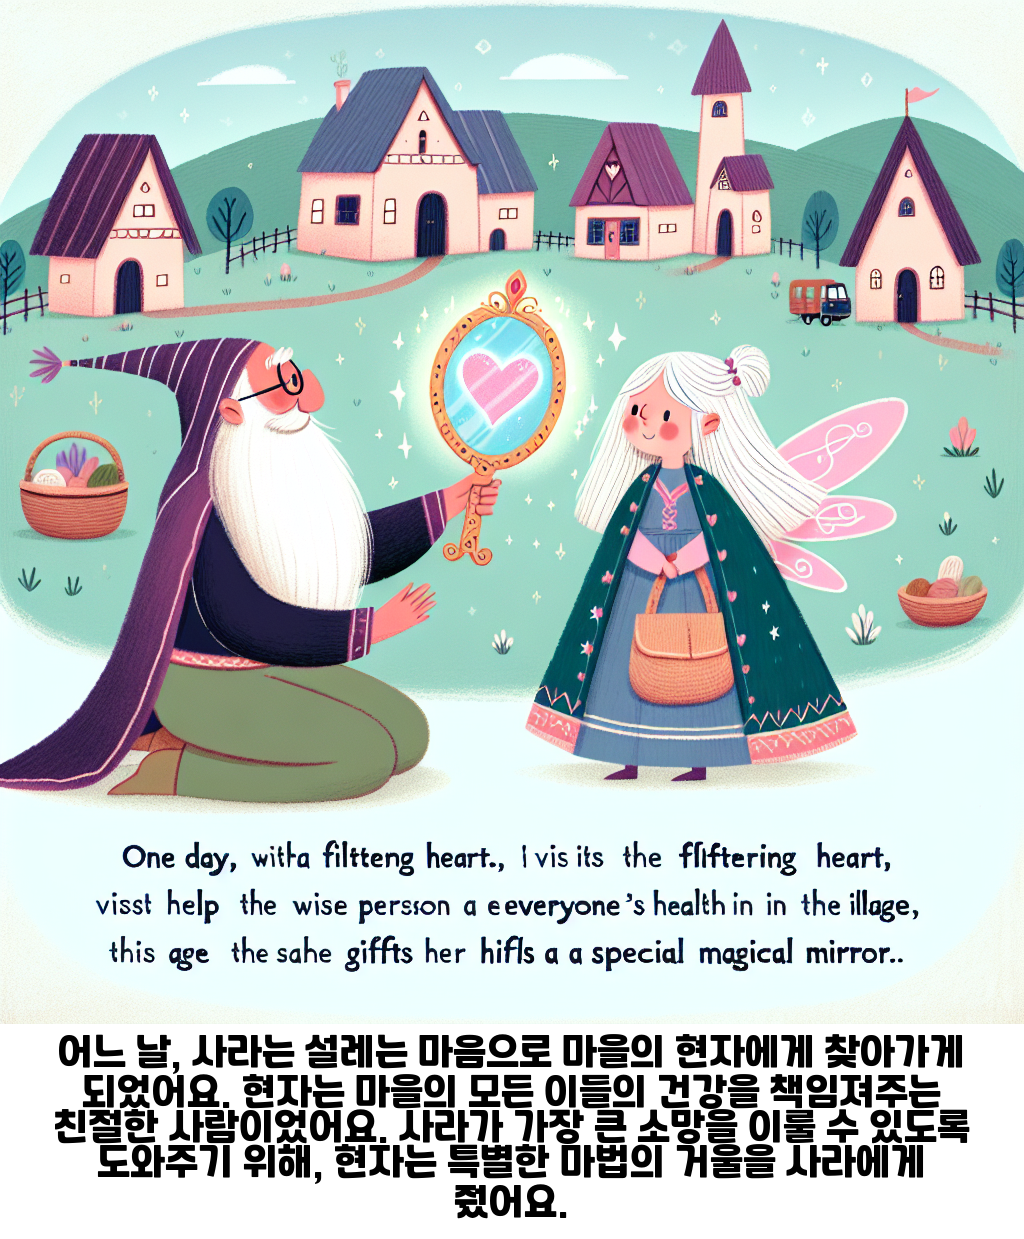 One day, witha filtteng heart., I vis its the fliftering heart,
visst help the wise persson a eeveryone's health in in the illage,
this age the sahe giffts her hifls a a special magical mirror..
어느 날, 사라는 설레는 마음으로 마을의 현자에게 찾아가게
되었어요. 현자는 마을의 모든 이들의 건강을 책임져주는
친절한 사람이었어요. 사라가 가장 큰 소망을 이룰 수 있도록
도와주기 위해, 현자는 특별한 마법의 거울을 사라에게
줬어요.